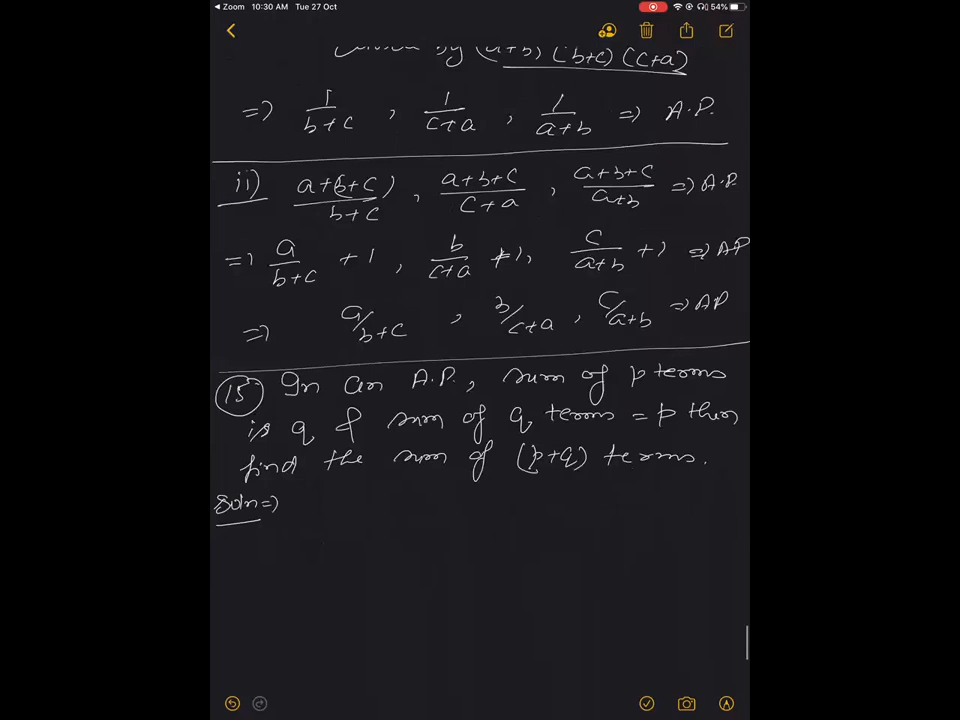 Zoom 10:30 AM Tue 27 Oct 54%
by (a+b) (b+c) (c+a)
=> 1/(b+c) , 1/(c+a) , 1/(a+b) => A.P.
ii) a+(b+c)/(b+c) , (a+b+c)/(c+a) , (a+b+c)/(a+b) => A.P.
=> a/(b+c) + 1 , b/(c+a) + 1, c/(a+b) + 1 => AP
=> a/b+c , b/c+a , c/a+b => AP
15 In an A.P., sum of p terms
is q & sum of q terms = p then
find the sum of (p+q) terms.
Soln =>